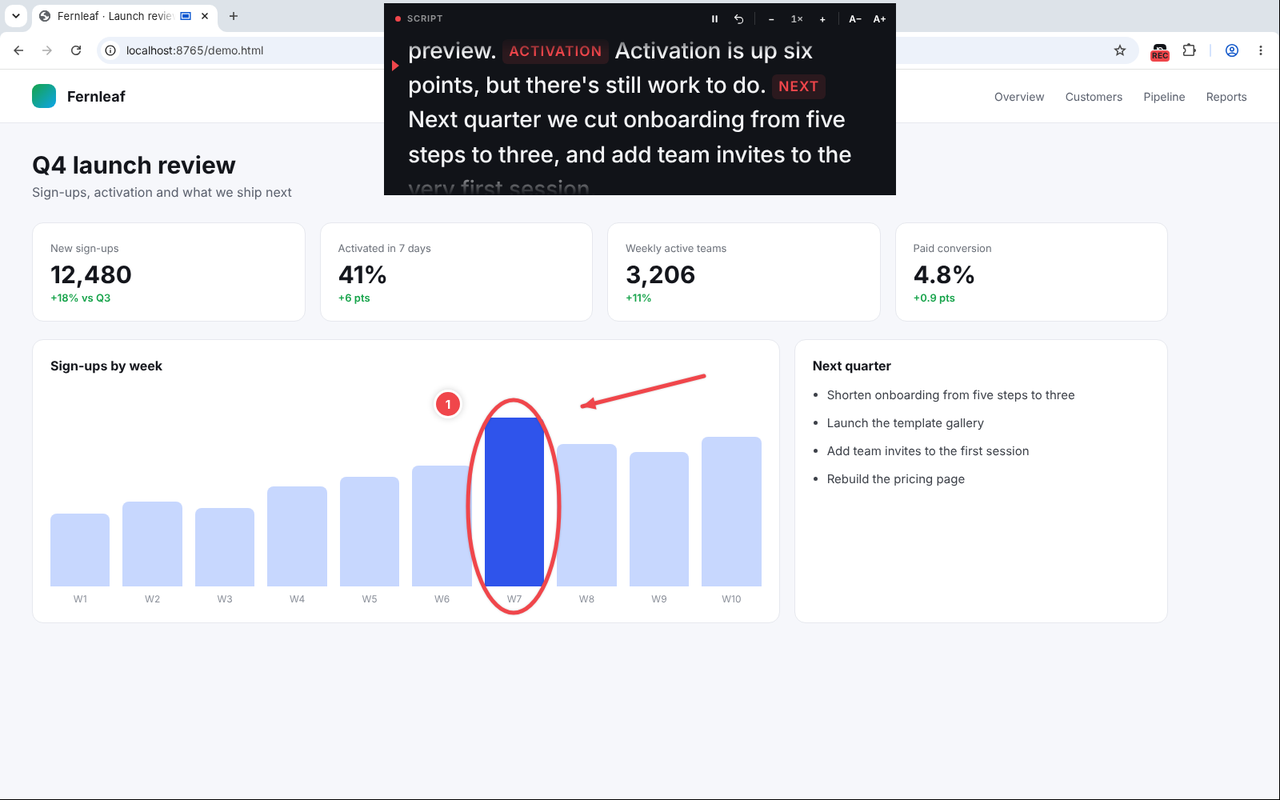 Fernleaf · Launch revie
SCRIPT
1×
A−
A+
preview. ACTIVATION Activation is up six
points, but there's still work to do. NEXT
Next quarter we cut onboarding from five
steps to three, and add team invites to the
very first session
localhost:8765/demo.html
REC
Fernleaf
Overview
Customers
Pipeline
Reports
Q4 launch review
Sign-ups, activation and what we ship next
New sign-ups
12,480
+18% vs Q3
Activated in 7 days
41%
+6 pts
Weekly active teams
3,206
+11%
Paid conversion
4.8%
+0.9 pts
Sign-ups by week
1
W1
W2
W3
W4
W5
W6
W7
W8
W9
W10
Next quarter
• Shorten onboarding from five steps to three
• Launch the template gallery
• Add team invites to the first session
• Rebuild the pricing page